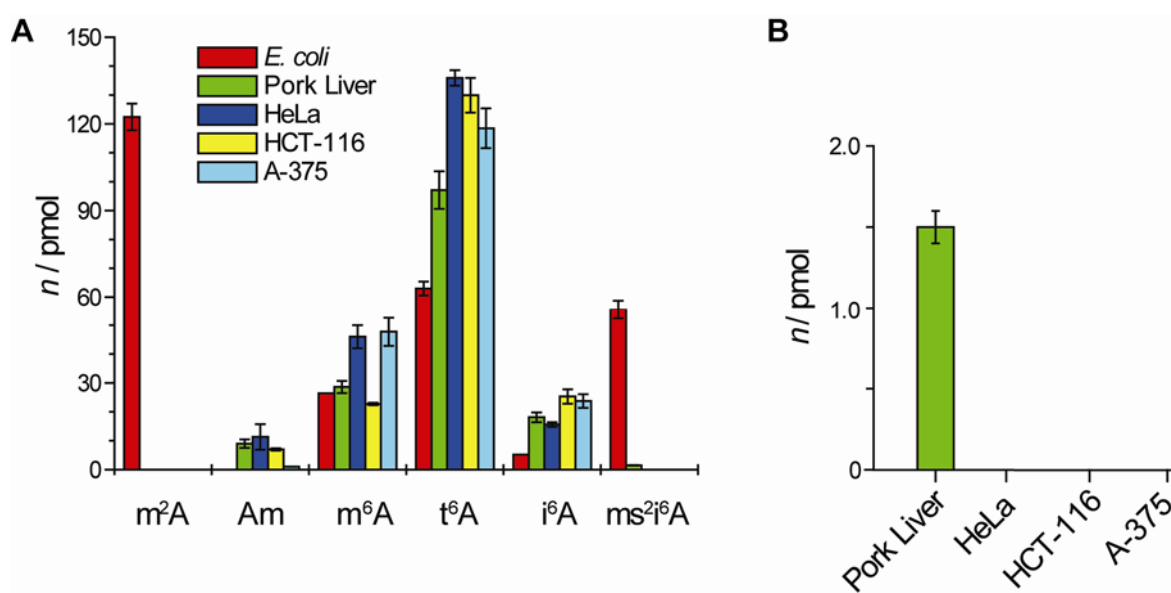 A
n / pmol
150
120
90
60
30
0
E. coli
Pork Liver
HeLa
HCT-116
A-375
m²A Am m⁶A t⁶A i⁶A ms²i⁶A
B
n / pmol
2.0
1.0
0
Pork Liver
HeLa
HCT-116
A-375